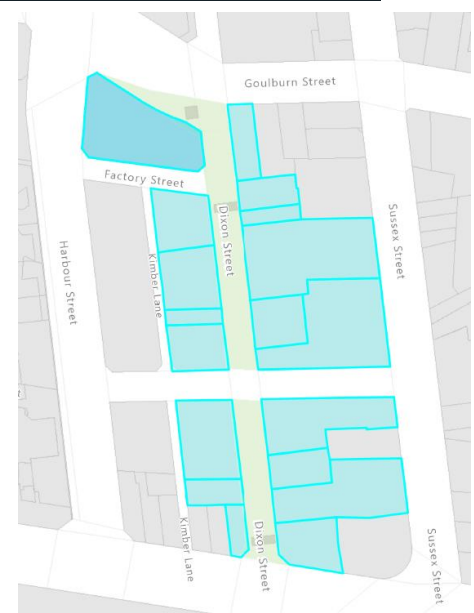 Goulburn Street
Factory Street
Dixon Street
Sussex Street
Harbour Street
Kimber Lane
Kimber Lane
Dixon Street
Sussex Street